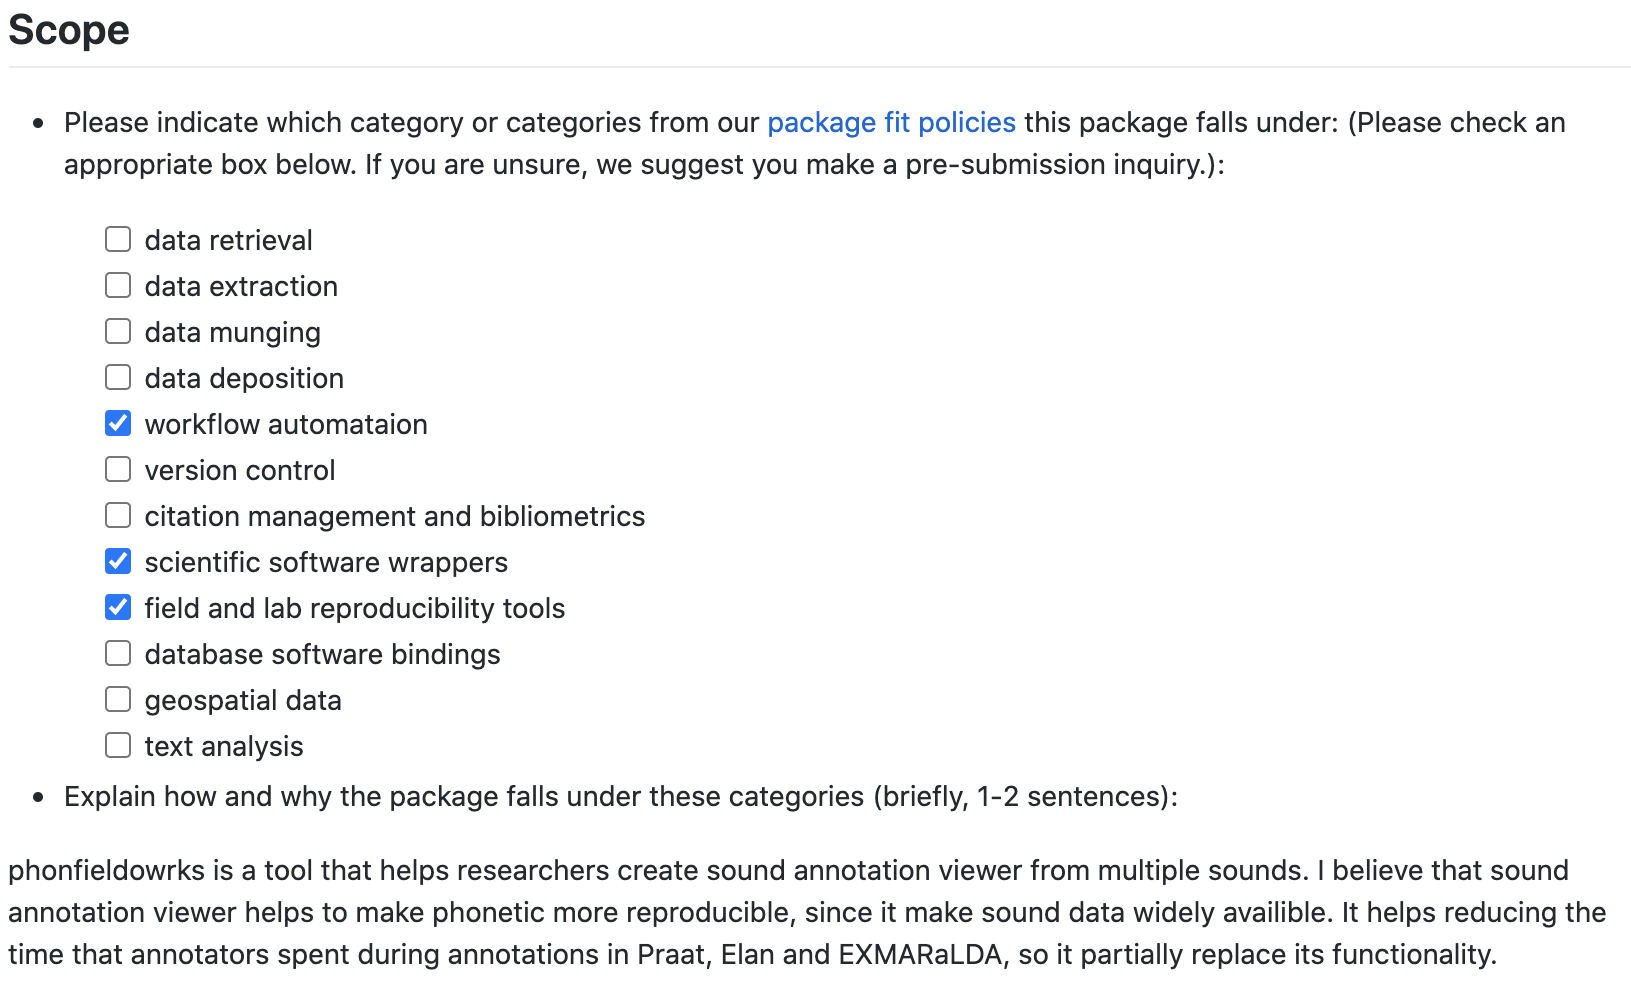 Scope
Please indicate which category or categories from our package fit policies this package falls under: (Please check an
appropriate box below. If you are unsure, we suggest you make a pre-submission inquiry.):
data retrieval
data extraction
data munging
data deposition
workflow automataion
version control
citation management and bibliometrics
scientific software wrappers
field and lab reproducibility tools
database software bindings
geospatial data
text analysis
Explain how and why the package falls under these categories (briefly, 1-2 sentences):
phonfieldowrks is a tool that helps researchers create sound annotation viewer from multiple sounds. I believe that sound
annotation viewer helps to make phonetic more reproducible, since it make sound data widely availible. It helps reducing the
time that annotators spent during annotations in Praat, Elan and EXMARaLDA, so it partially replace its functionality.